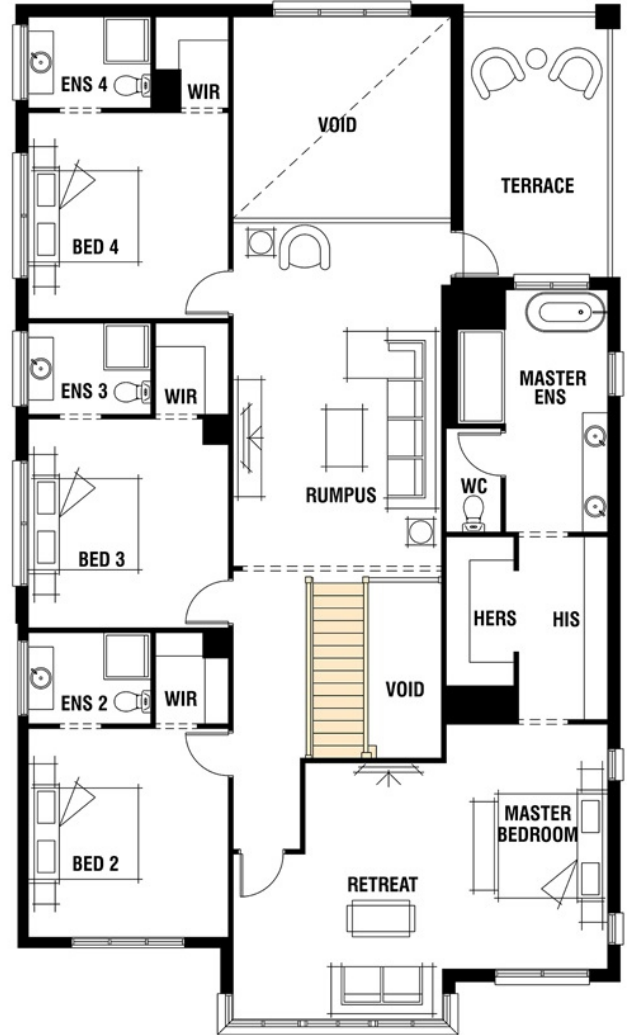 ENS 4
WIR
VOID
TERRACE
BED 4
ENS 3
WIR
MASTER
ENS
WC
RUMPUS
BED 3
HERS
HIS
ENS 2
WIR
VOID
MASTER
BEDROOM
BED 2
RETREAT